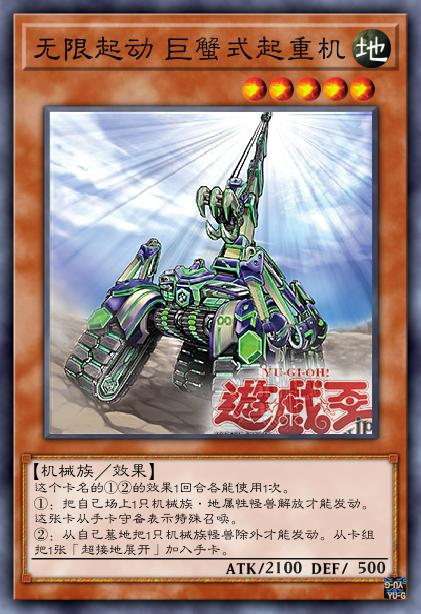 无限起动 巨蟹式起重机
地
YU-GI-OH!
遊戯王
.jp
【机械族／效果】
这个卡名的①②的效果1回合各能使用1次。
①：把自己场上1只机械族·地属性怪兽解放才能发动。
这张卡从手卡守备表示特殊召唤。
②：从自己墓地把1只机械族怪兽除外才能发动。从卡组
把1张「超接地展开」加入手卡。
ATK/2100 DEF/ 500